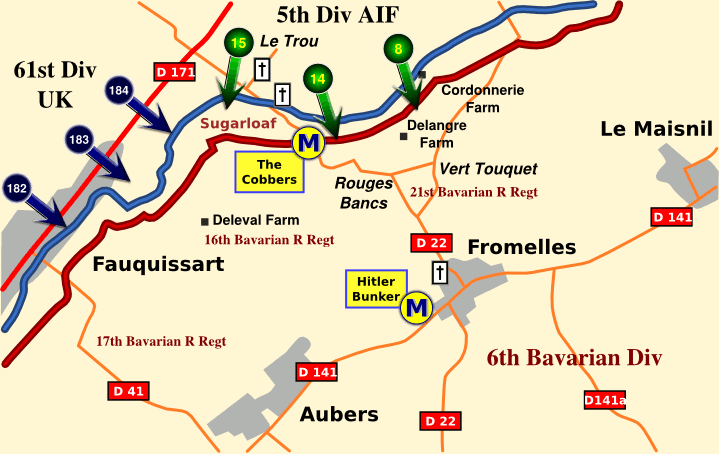 5th Div AIF
15
Le Trou
8
61st Div
UK
D 171
184
14
Cordonnerie
Farm
Sugarloaf
Delangre
Farm
183
M
The
Cobbers
Le Maisnil
Vert Touquet
182
Rouges
Bancs
21st Bavarian R Regt
D 141
Deleval Farm
16th Bavarian R Regt
D 22
Fromelles
Fauquissart
Hitler
Bunker
M
17th Bavarian R Regt
6th Bavarian Div
D 141
D 41
D141a
Aubers
D 22